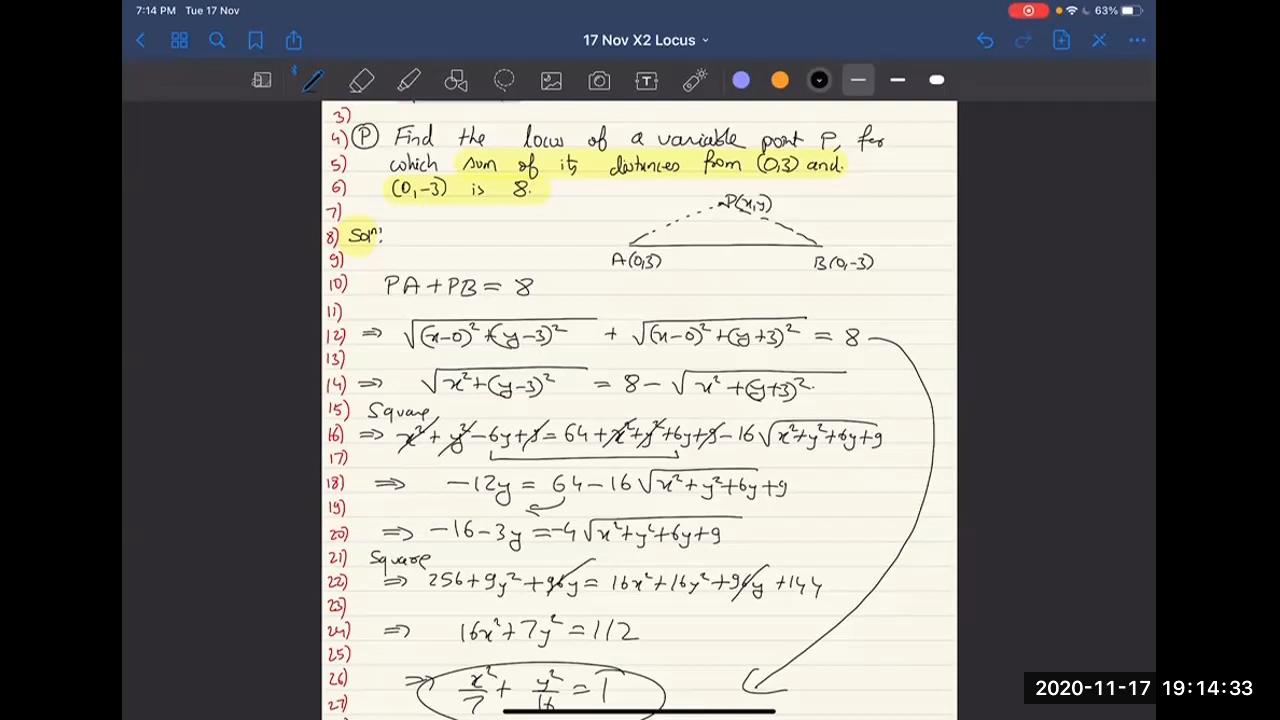 7:14 PM Tue 17 Nov 63%
17 Nov X2 Locus
3)
4) P Find the locus of a variable point P, for
5) which sum of its distances from (0,3) and
6) (0,-3) is 8.
7) P(x,y)
8) Soln:
9) A(0,3) B(0,-3)
10) PA + PB = 8
11)
12) ⇒ √(x-0)² + (y-3)² + √(x-0)² + (y+3)² = 8
13)
14) ⇒ √x² + (y-3)² = 8 - √x² + (y+3)².
15) Square
16) ⇒ x² + y² - 6y + 9 = 64 + x² + y² + 6y + 9 - 16√x² + y² + 6y + 9
17)
18) ⇒ -12y = 64 - 16√x² + y² + 6y + 9
19)
20) ⇒ -16 - 3y = -4√x² + y² + 6y + 9
21) Square
22) ⇒ 256 + 9y² + 96y = 16x² + 16y² + 96y + 144
23)
24) ⇒ 16x² + 7y² = 112
25)
26) ⇒ x²/7 + y²/16 = 1
27)
2020-11-17 19:14:33